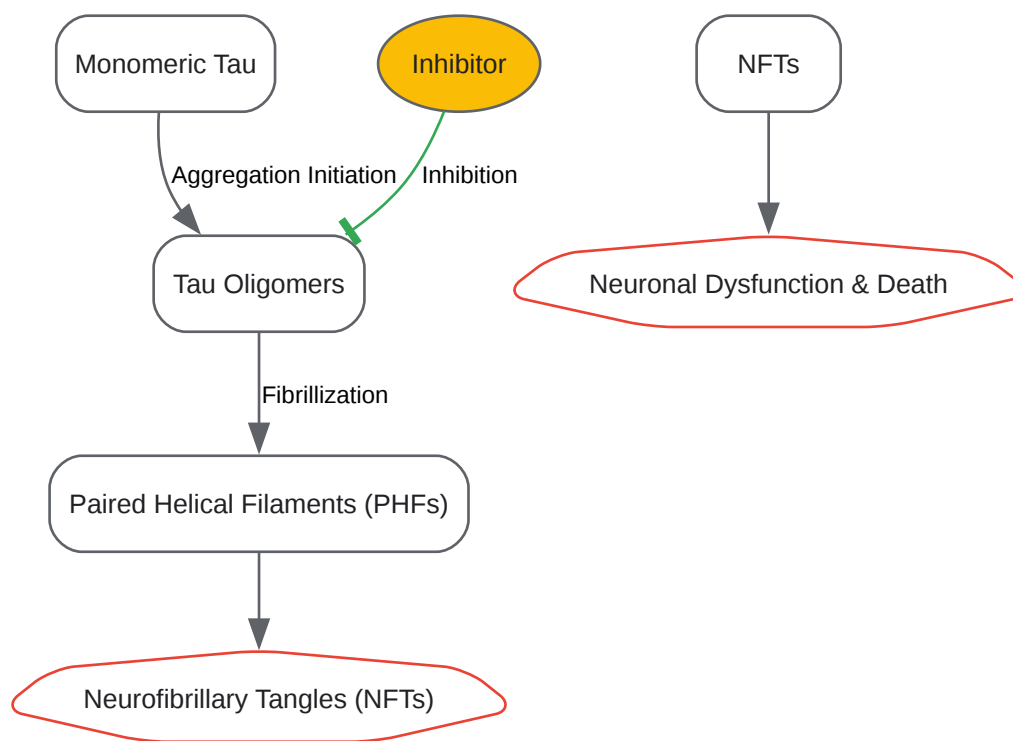 Monomeric Tau
Inhibitor
NFTs
Aggregation Initiation
Inhibition
Tau Oligomers
Neuronal Dysfunction & Death
Fibrillization
Paired Helical Filaments (PHFs)
Neurofibrillary Tangles (NFTs)